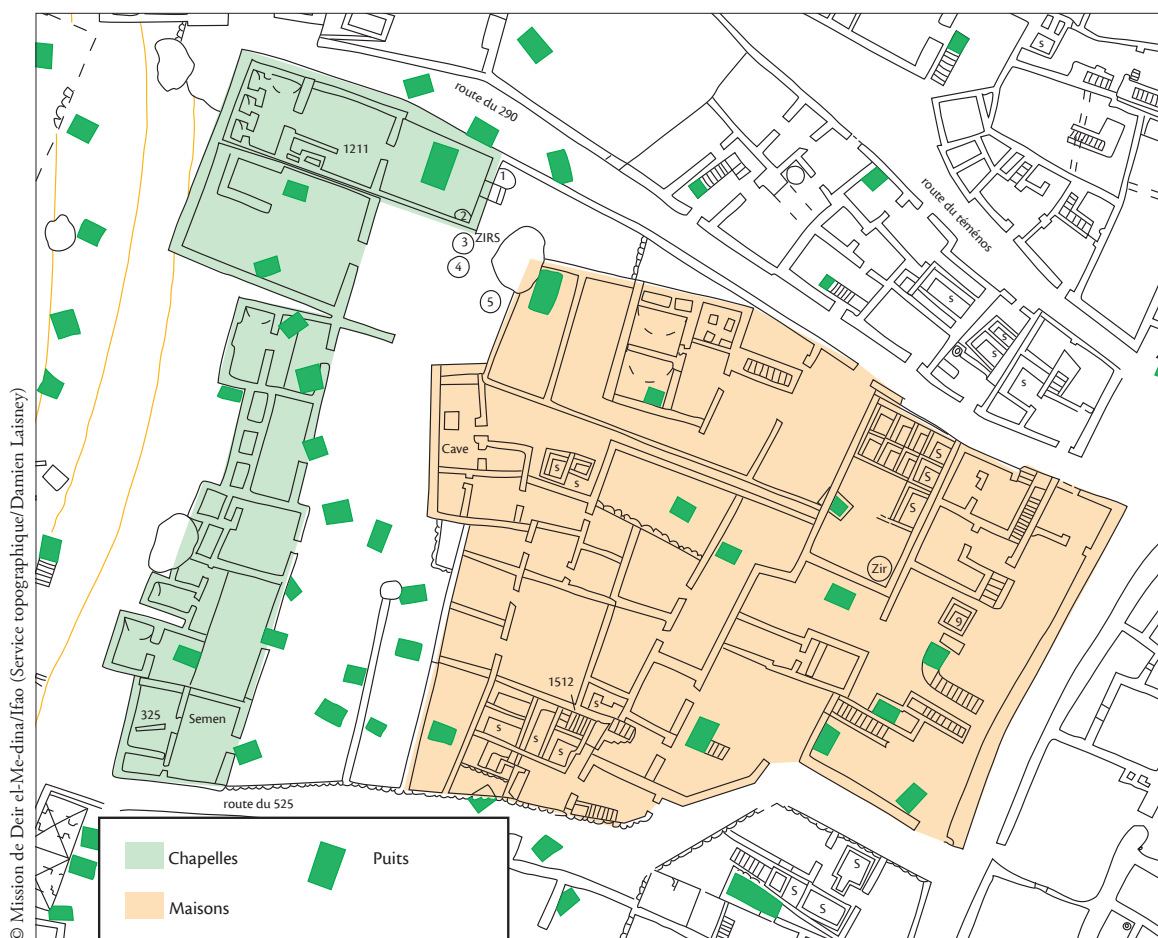 route du 290
1211
1
2
ZIRS
3
4
5
route du téménos
s
s
s
s
s
Cave
s
s
s
s
s
Zir
9
1512
s
s
s
s
325
Semen
route du 525
s
s
s
s
Chapelles
Puits
Maisons
© Mission de Deir el-Me-dina/Ifao (Service topographique/Damien Laisney)